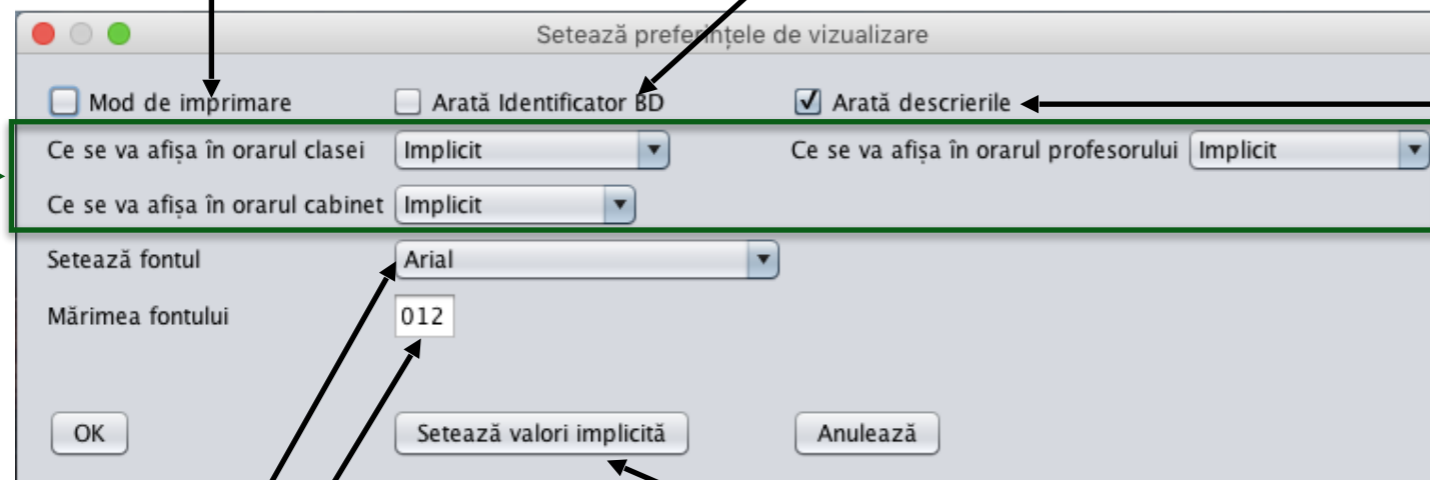 Setează preferințele de vizualizare
Mod de imprimare Arată Identificator BD Arată descrierile
Ce se va afișa în orarul clasei Implicit Ce se va afișa în orarul profesorului Implicit
Ce se va afișa în orarul cabinet Implicit
Setează fontul Arial
Mărimea fontului 012
OK Setează valori implicită Anulează